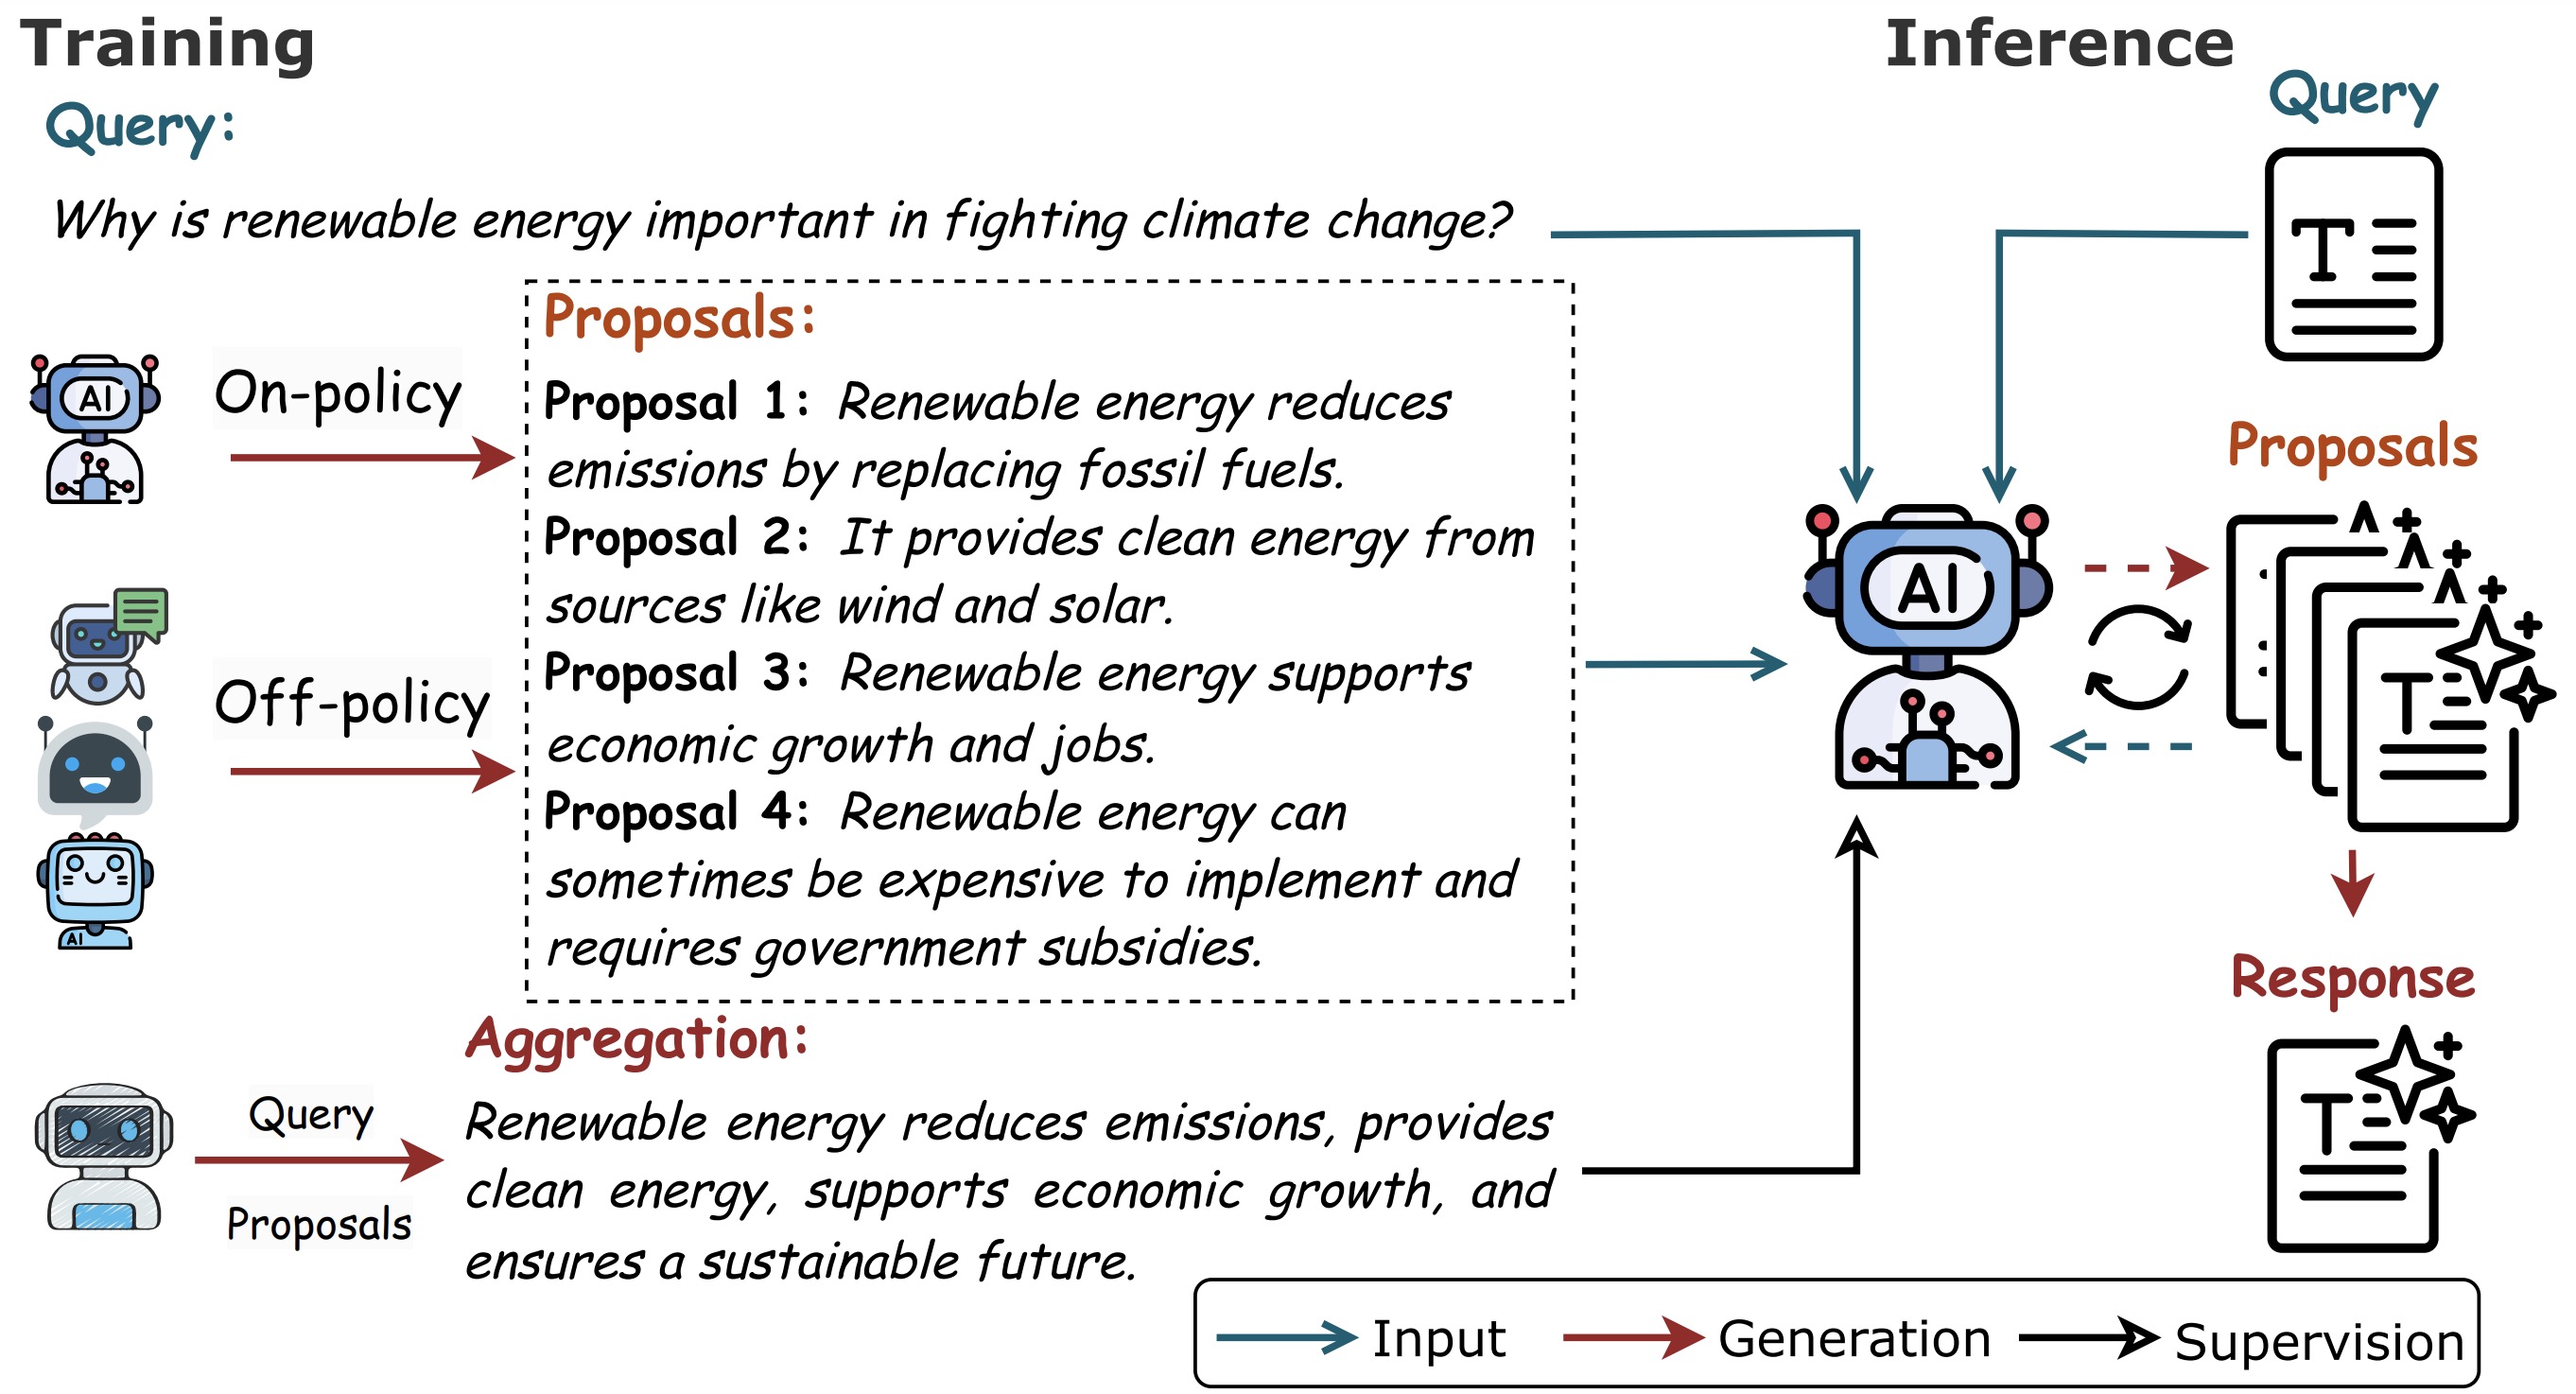 Training
Query:
Why is renewable energy important in fighting climate change?
On-policy
Off-policy
Proposals:
Proposal 1: Renewable energy reduces
emissions by replacing fossil fuels.
Proposal 2: It provides clean energy from
sources like wind and solar.
Proposal 3: Renewable energy supports
economic growth and jobs.
Proposal 4: Renewable energy can
sometimes be expensive to implement and
requires government subsidies.
Query
Proposals
Aggregation:
Renewable energy reduces emissions, provides
clean energy, supports economic growth, and
ensures a sustainable future.
AI
AI
AI
Inference
Query
T
Proposals
T
Response
T
Input
Generation
Supervision